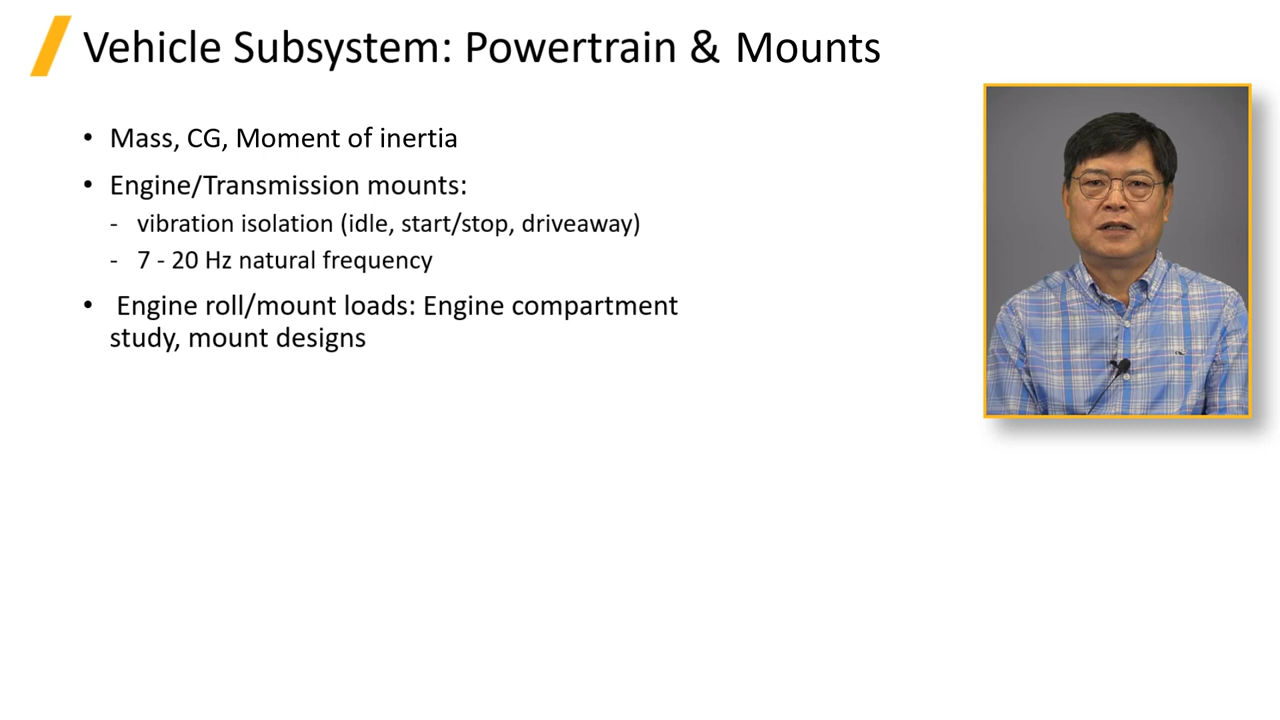 Vehicle Subsystem: Powertrain & Mounts
• Mass, CG, Moment of inertia
• Engine/Transmission mounts:
- vibration isolation (idle, start/stop, driveaway)
- 7 - 20 Hz natural frequency
• Engine roll/mount loads: Engine compartment
study, mount designs